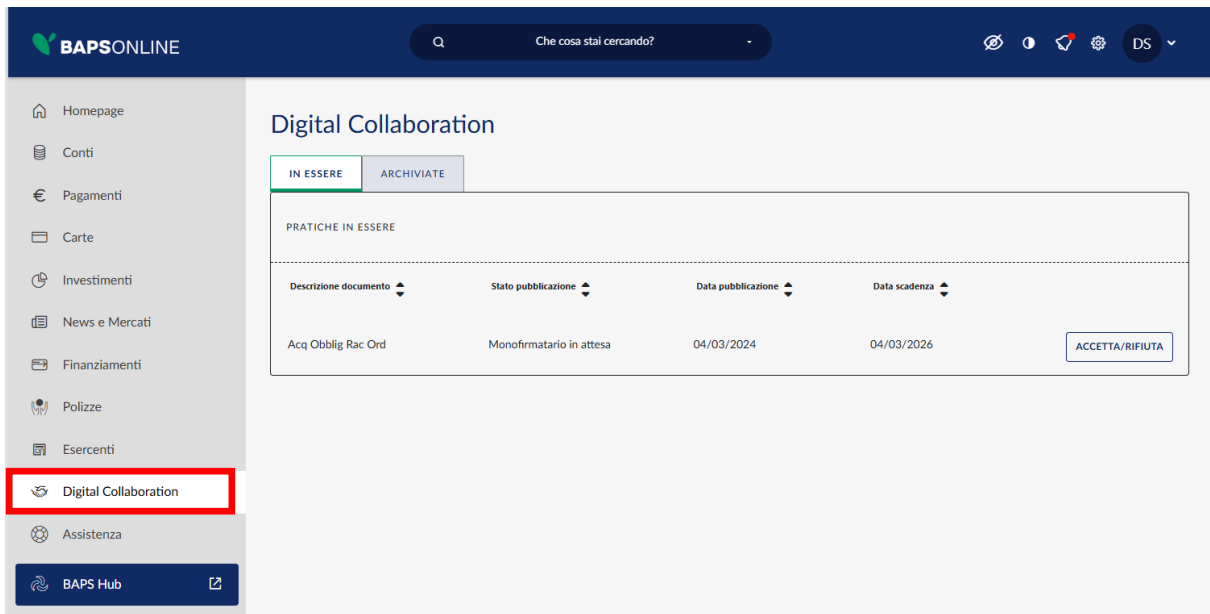 BAPSONLINE
Che cosa stai cercando?
DS
Homepage
Conti
Pagamenti
Carte
Investimenti
News e Mercati
Finanziamenti
Polizze
Esercenti
Digital Collaboration
Assistenza
BAPS Hub
Digital Collaboration
IN ESSERE ARCHIVIATE
PRATICHE IN ESSERE
Descrizione documento Stato pubblicazione Data pubblicazione Data scadenza
Acq Obblig Rac Ord Monofirmatario in attesa 04/03/2024 04/03/2026 ACCETTA/RIFIUTA